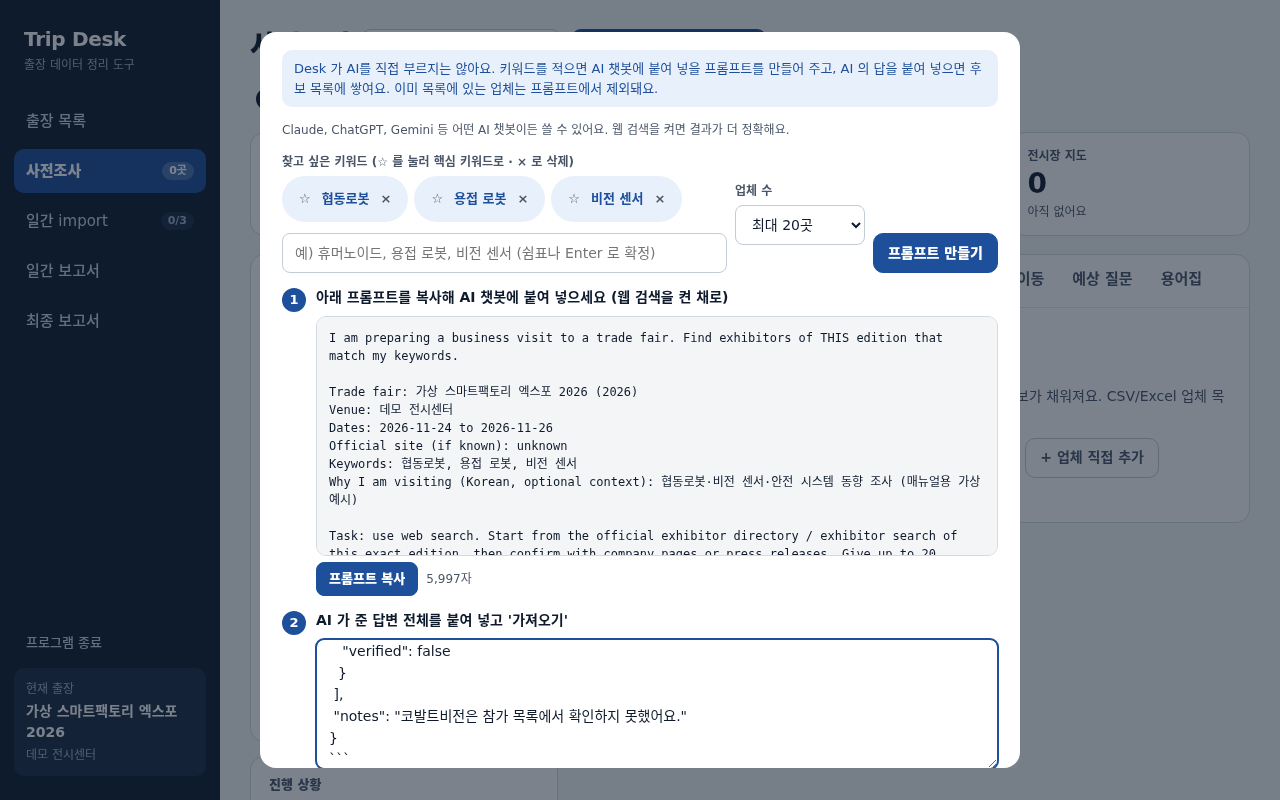 Trip Desk
출장 데이터 정리 도구
출장 목록
사전조사 0곳
일간 import 0/3
일간 보고서
최종 보고서
프로그램 종료
현재 출장
가상 스마트팩토리 엑스포
2026
데모 전시센터
Desk 가 AI를 직접 부르지는 않아요. 키워드를 적으면 AI 챗봇에 붙여 넣을 프롬프트를 만들어 주고, AI 의 답을 붙여 넣으면 후
보 목록에 쌓여요. 이미 목록에 있는 업체는 프롬프트에서 제외돼요.
Claude, ChatGPT, Gemini 등 어떤 AI 챗봇이든 쓸 수 있어요. 웹 검색을 켜면 결과가 더 정확해요.
찾고 싶은 키워드 (☆ 를 눌러 핵심 키워드로 · × 로 삭제)
☆ 협동로봇 ×
☆ 용접 로봇 ×
☆ 비전 센서 ×
예) 휴머노이드, 용접 로봇, 비전 센서 (쉼표나 Enter 로 확정)
업체 수
최대 20곳
프롬프트 만들기
1 아래 프롬프트를 복사해 AI 챗봇에 붙여 넣으세요 (웹 검색을 켠 채로)
I am preparing a business visit to a trade fair. Find exhibitors of THIS edition that
match my keywords.
Trade fair: 가상 스마트팩토리 엑스포 2026 (2026)
Venue: 데모 전시센터
Dates: 2026-11-24 to 2026-11-26
Official site (if known): unknown
Keywords: 협동로봇, 용접 로봇, 비전 센서
Why I am visiting (Korean, optional context): 협동로봇·비전 센서·안전 시스템 동향 조사 (매뉴얼용 가상
예시)
Task: use web search. Start from the official exhibitor directory / exhibitor search of
this exact edition, then confirm with company pages or press releases. Give up to 20
프롬프트 복사 5,997자
2 AI 가 준 답변 전체를 붙여 넣고 '가져오기'
"verified": false
}
],
"notes": "코발트비전은 참가 목록에서 확인하지 못했어요."
}
```
전시장 지도
0
아직 없어요
이동 예상 질문 용어집
보가 채워져요. CSV/Excel 업체 목
+ 업체 직접 추가
진행 상황